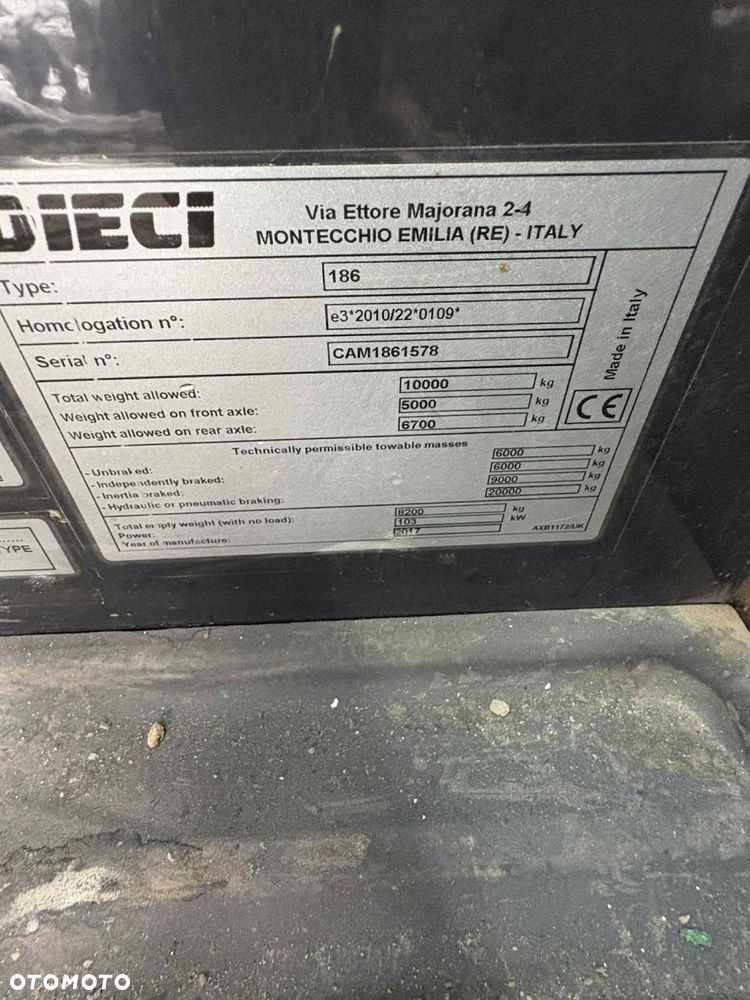 DIECI
Via Ettore Majorana 2-4
MONTECCHIO EMILIA (RE) - ITALY
Type: 186
Homologation n°: e3*2010/22*0109*
Serial n°: CAM1861578
Made in Italy
CE
Total weight allowed: 10000 kg
Weight allowed on front axle: 5000 kg
Weight allowed on rear axle: 6700 kg
Technically permissible towable masses
- Unbraked: 6000 kg
- Independently braked: 6000 kg
- Inertia braked: 9000 kg
- Hydraulic or pneumatic braking: 20000 kg
Total empty weight (with no load): 8200 kg
Power: 103 kW
Year of manufacture: 2017
AXB1172/UK
TYPE
OTOMOTO